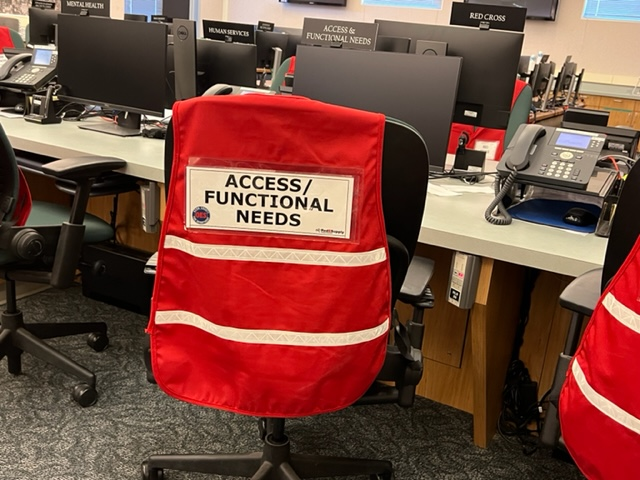 MENTAL HEALTH
HUMAN SERVICES
ACCESS &
FUNCTIONAL NEEDS
RED CROSS
ACCESS/
FUNCTIONAL
NEEDS